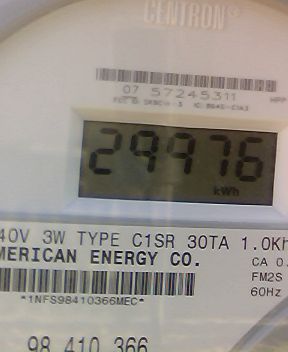 CENTRON®
07 57245311
29976
kWh
40V 3W TYPE C1SR 30TA 1.0Kh
MERICAN ENERGY CO.
CA 0.
FM2S
60Hz
*1NFS98410366MEC*
98 410 366